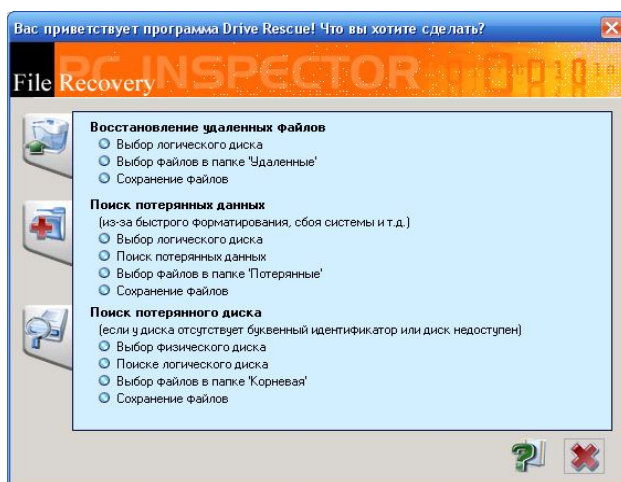 Вас приветствует программа Drive Rescue! Что вы хотите сделать?
PC INSPECTOR
File Recovery
Восстановление удаленных файлов
Выбор логического диска
Выбор файлов в папке 'Удаленные'
Сохранение файлов
Поиск потерянных данных
(из-за быстрого форматирования, сбоя системы и т.д.)
Выбор логического диска
Поиск потерянных данных
Выбор файлов в папке 'Потерянные'
Сохранение файлов
Поиск потерянного диска
(если у диска отсутствует буквенный идентификатор или диск недоступен)
Выбор физического диска
Поиске логического диска
Выбор файлов в папке 'Корневая'
Сохранение файлов